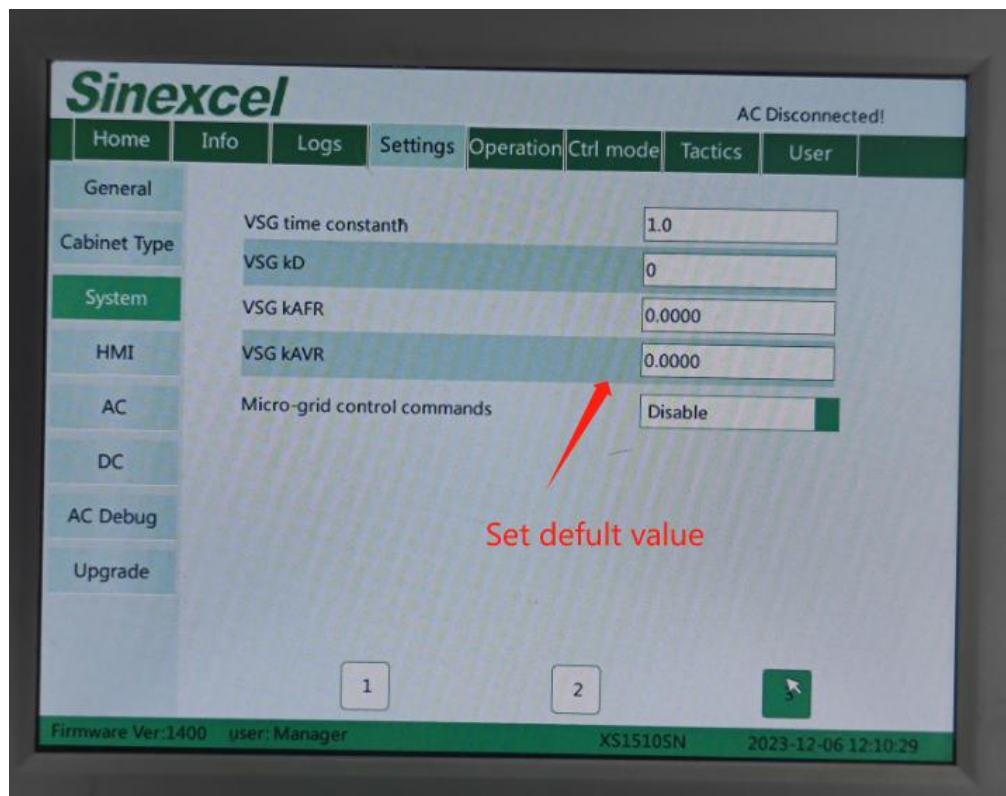 Sinexcel
AC Disconnected!
Home Info Logs Settings Operation Ctrl mode Tactics User
General
Cabinet Type
System
HMI
AC
DC
AC Debug
Upgrade
VSG time constantħ 1.0
VSG kD 0
VSG kAFR 0.0000
VSG kAVR 0.0000
Micro-grid control commands Disable
Set defult value
1 2 3
Firmware Ver:1400 user: Manager XS1510SN 2023-12-06 12:10:29